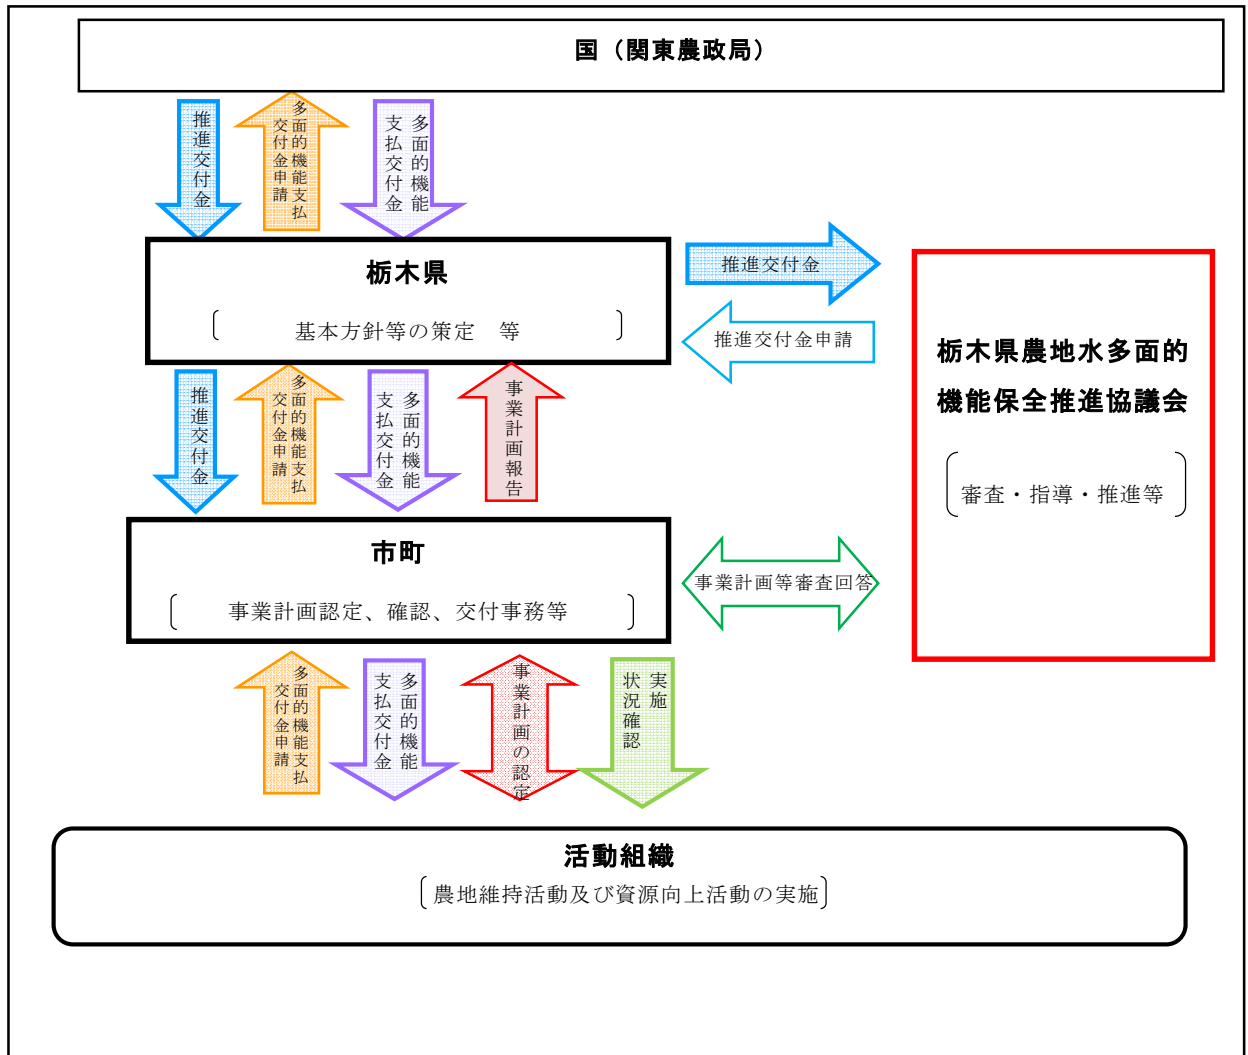 国（関東農政局）
推進交付金
多面的機能支払
交付金申請
多面的機能
支払交付金
栃木県
基本方針等の策定　等
推進交付金
推進交付金申請
栃木県農地水多面的
機能保全推進協議会
審査・指導・推進等
推進交付金
多面的機能支払
交付金申請
多面的機能
支払交付金
事業計画報告
市町
事業計画認定、確認、交付事務等
事業計画等審査回答
多面的機能支払
交付金申請
多面的機能
支払交付金
事業計画の認定
実施
状況確認
活動組織
農地維持活動及び資源向上活動の実施